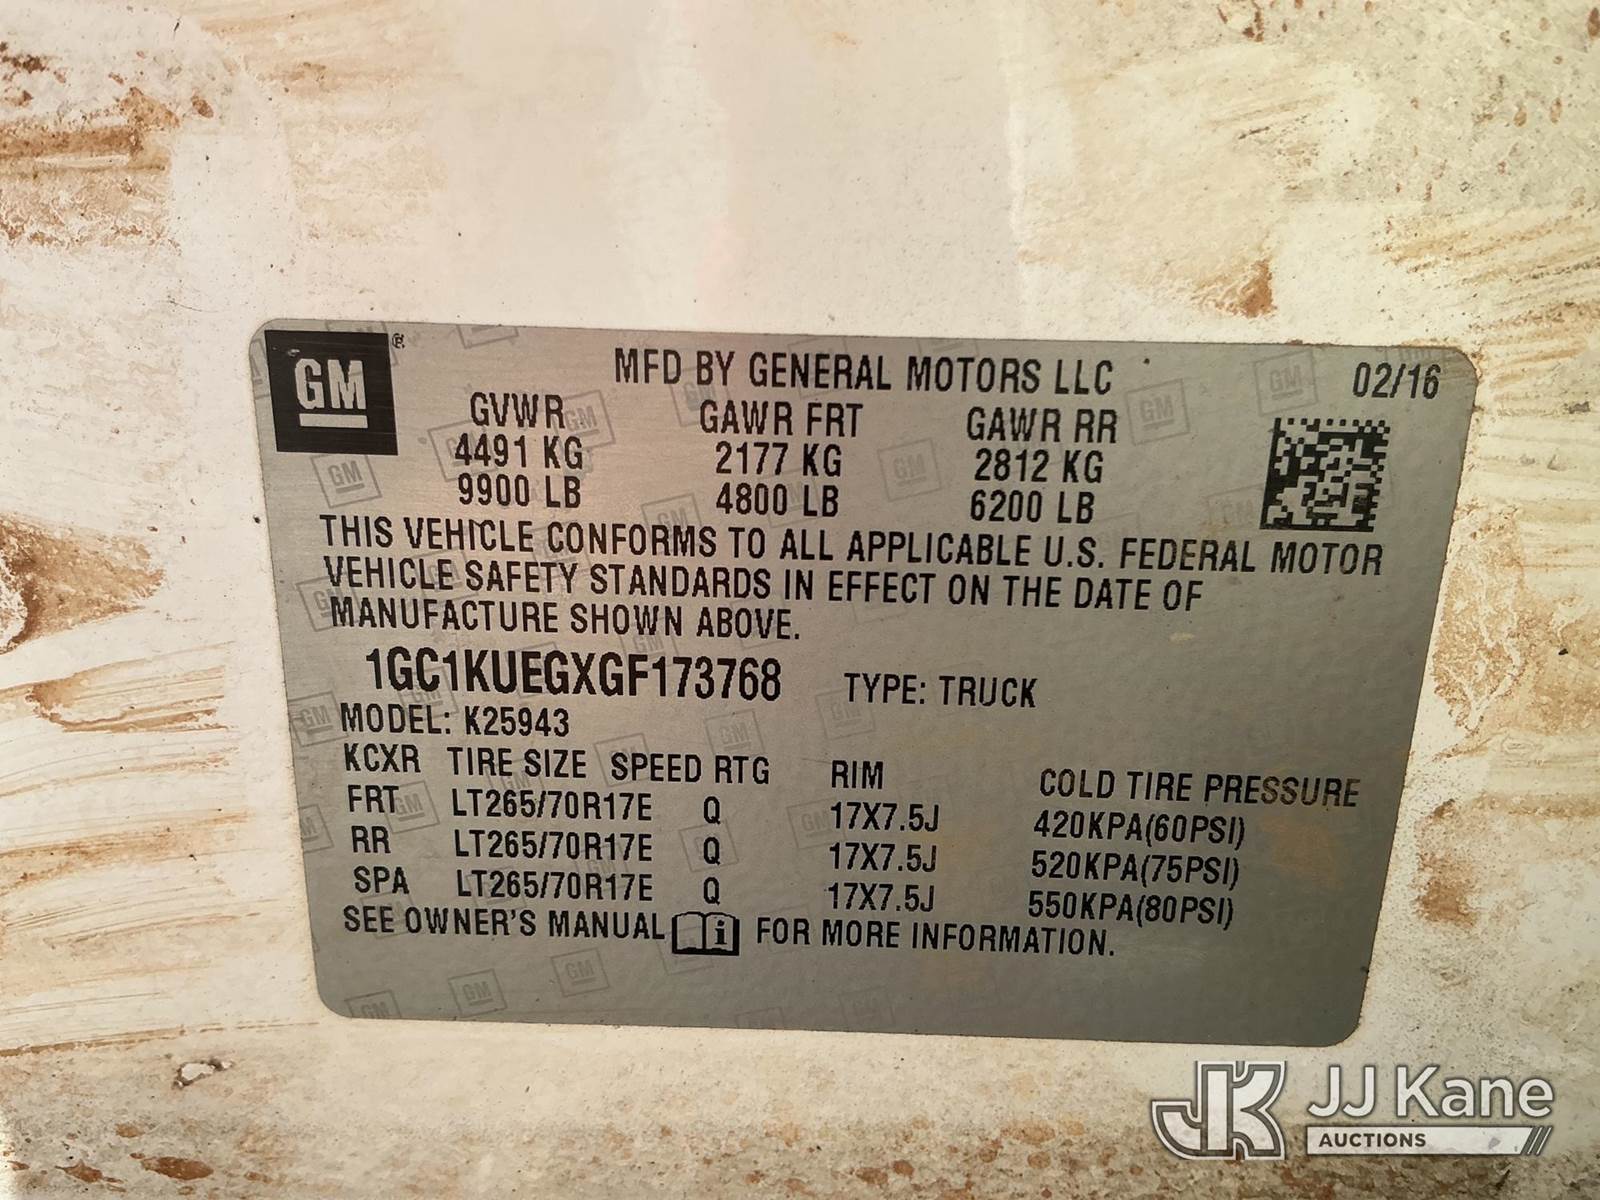 GM ® MFD BY GENERAL MOTORS LLC 02/16
GVWR GAWR FRT GAWR RR
4491 KG 2177 KG 2812 KG
9900 LB 4800 LB 6200 LB
THIS VEHICLE CONFORMS TO ALL APPLICABLE U.S. FEDERAL MOTOR
VEHICLE SAFETY STANDARDS IN EFFECT ON THE DATE OF
MANUFACTURE SHOWN ABOVE.
1GC1KUEGXGF173768 TYPE: TRUCK
MODEL: K25943
KCXR TIRE SIZE SPEED RTG RIM COLD TIRE PRESSURE
FRT LT265/70R17E Q 17X7.5J 420KPA(60PSI)
RR LT265/70R17E Q 17X7.5J 520KPA(75PSI)
SPA LT265/70R17E Q 17X7.5J 550KPA(80PSI)
SEE OWNER'S MANUAL i FOR MORE INFORMATION.
JK JJ Kane
AUCTIONS